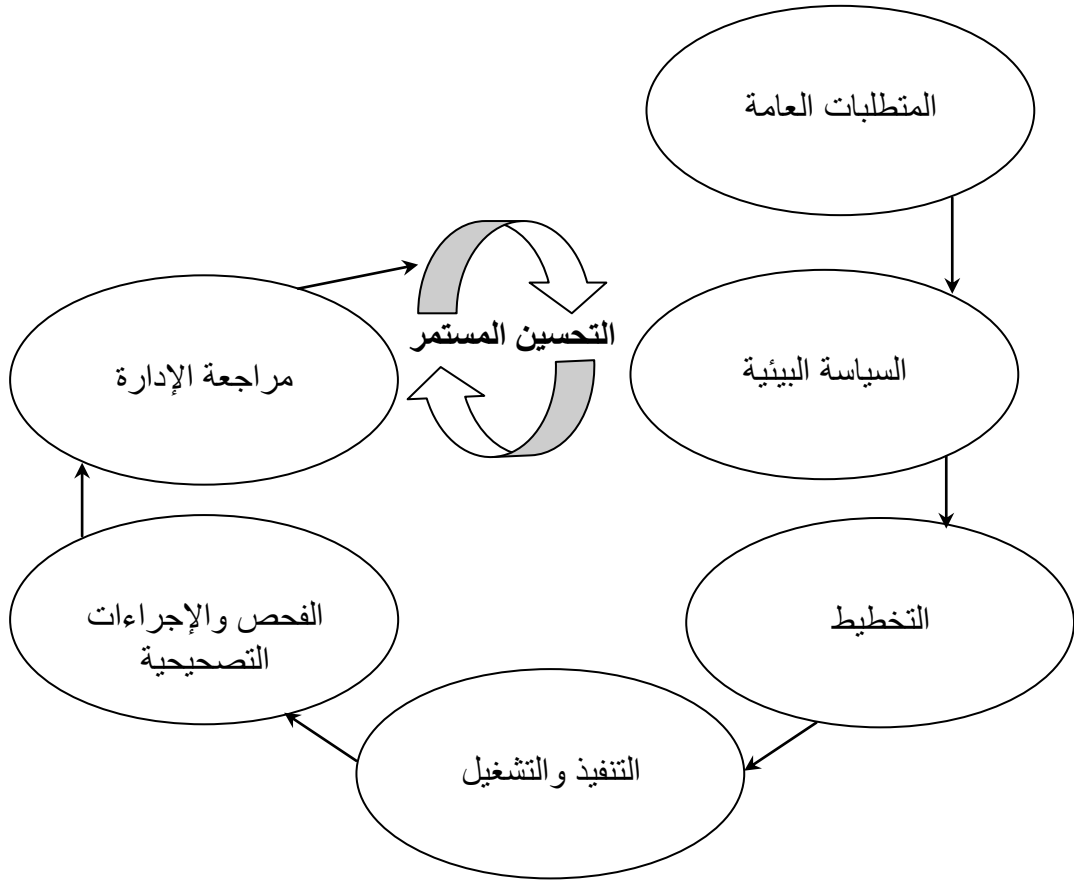 المتطلبات العامة
السياسة البيئية
التخطيط
التنفيذ والتشغيل
الفحص والإجراءات
التصحيحية
مراجعة الإدارة
التحسين المستمر